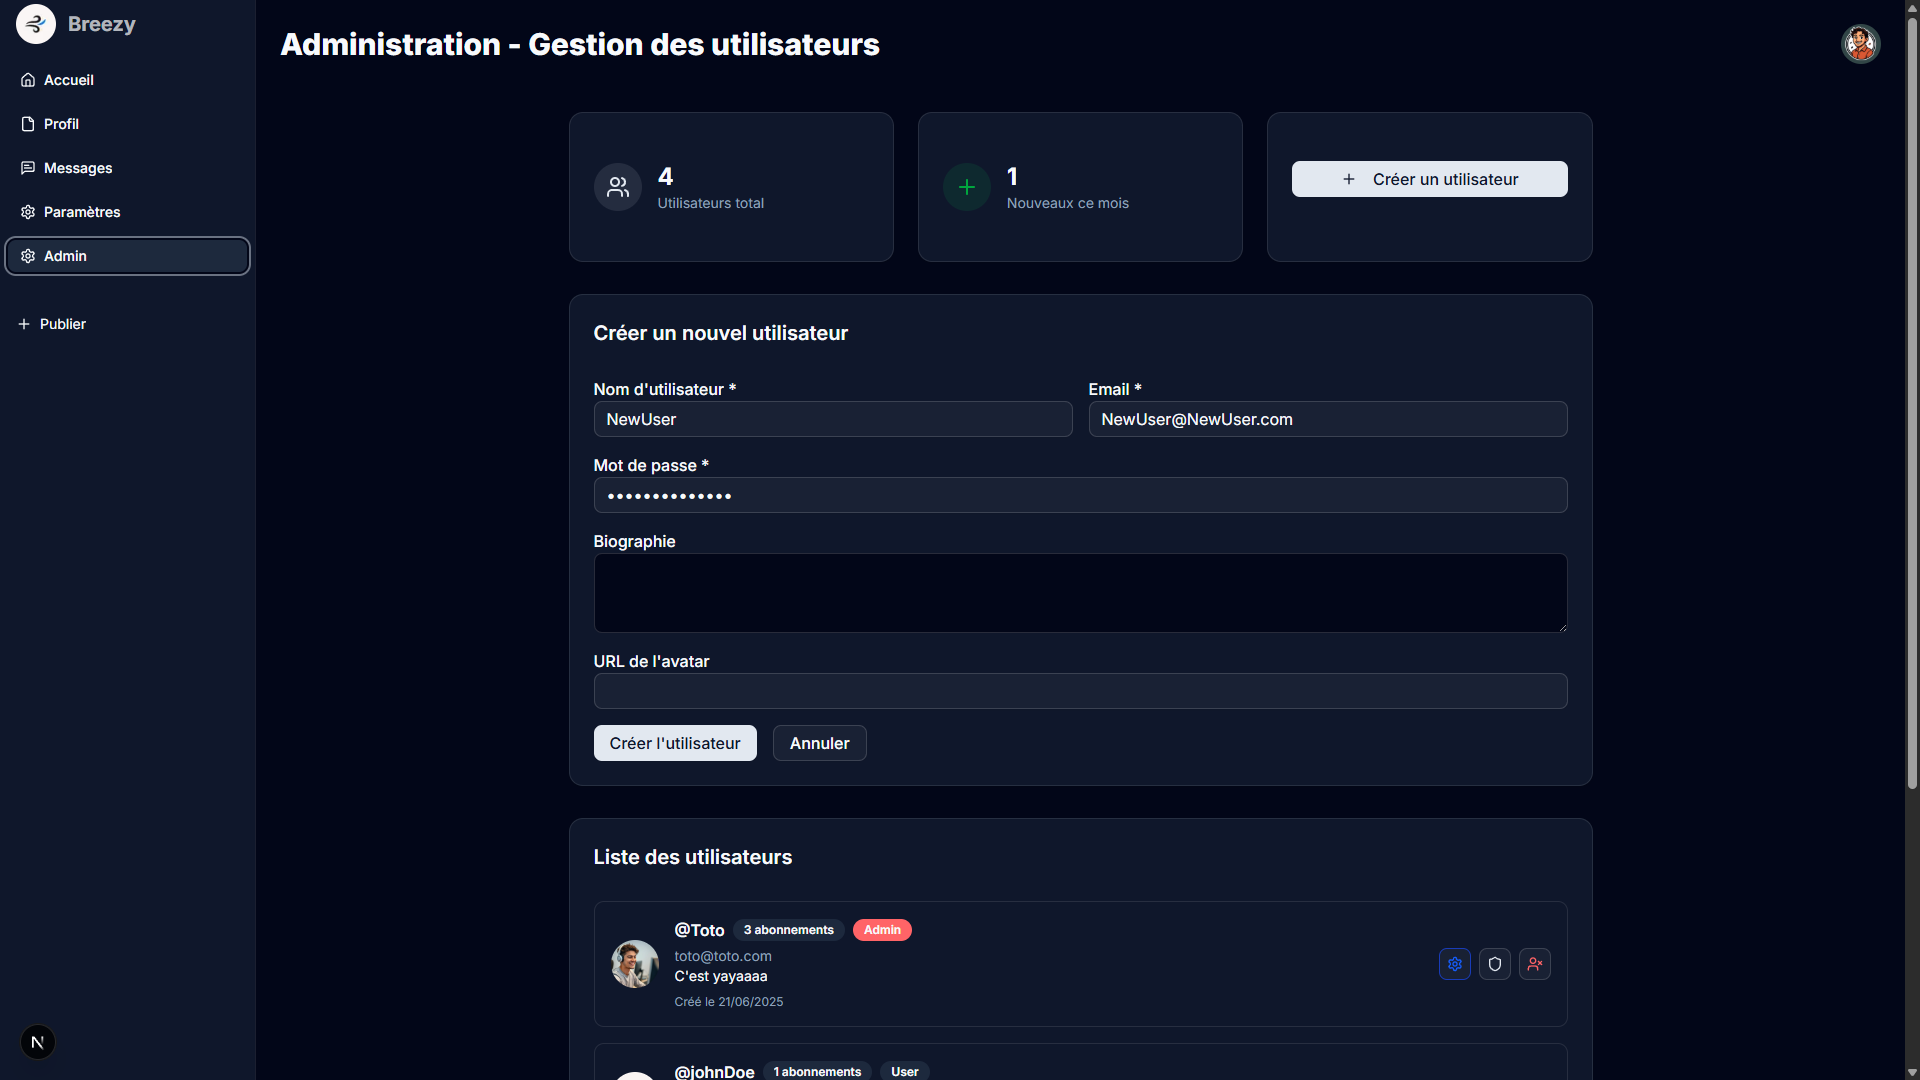 Breezy
Accueil
Profil
Messages
Paramètres
Admin
Publier
Administration - Gestion des utilisateurs
4
Utilisateurs total
1
Nouveaux ce mois
Créer un utilisateur
Créer un nouvel utilisateur
Nom d'utilisateur *
NewUser
Email *
NewUser@NewUser.com
Mot de passe *
••••••••••••••
Biographie
URL de l'avatar
Créer l'utilisateur
Annuler
Liste des utilisateurs
@Toto 3 abonnements Admin
toto@toto.com
C'est yayaaaa
Créé le 21/06/2025
@johnDoe 1 abonnements User
N